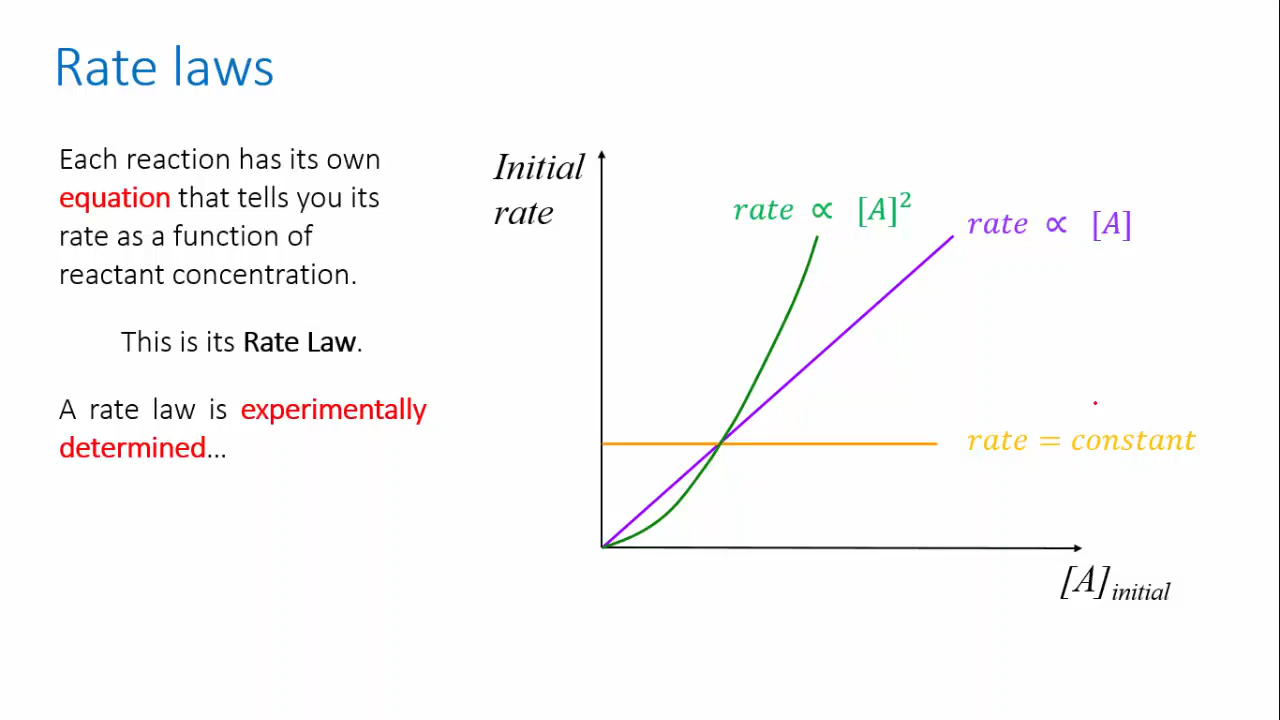 Rate laws
Each reaction has its own
equation that tells you its
rate as a function of
reactant concentration.
This is its Rate Law.
A rate law is experimentally
determined...
Initial
rate
rate ∝ [A]²
rate ∝ [A]
rate = constant
[A]initial